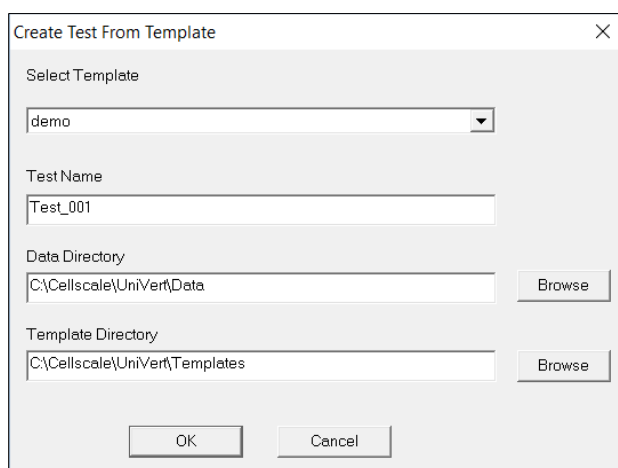 Create Test From Template
Select Template
demo
Test Name
Test_001
Data Directory
C:\Cellscale\UniVert\Data
Browse
Template Directory
C:\Cellscale\UniVert\Templates
Browse
OK
Cancel